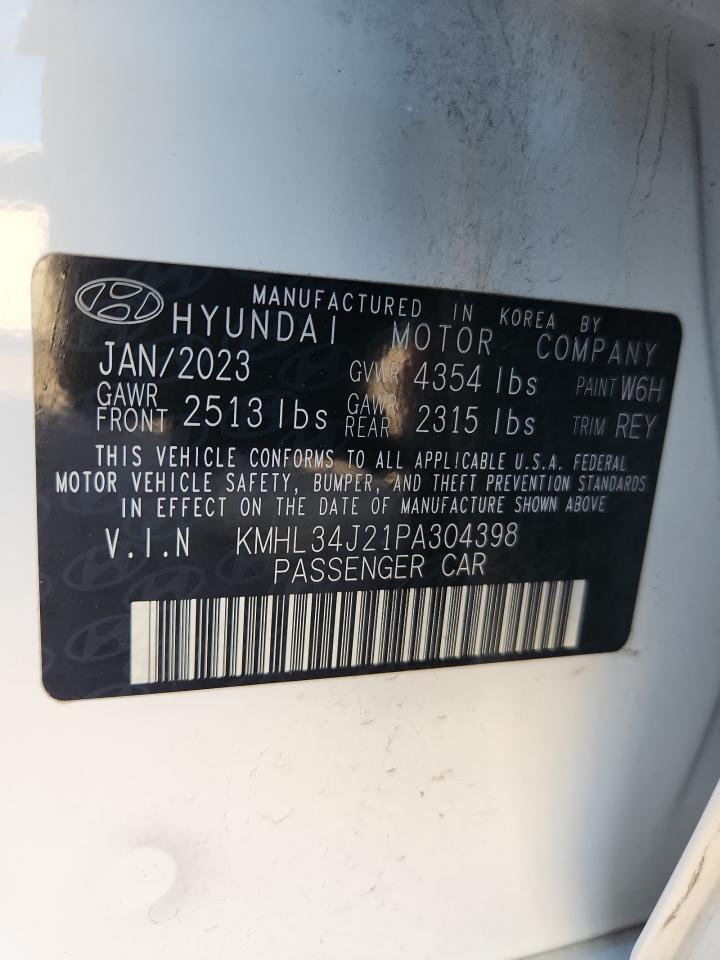 MANUFACTURED IN KOREA BY
HYUNDAI MOTOR COMPANY
JAN/2023 GVWR 4354 lbs PAINT W6H
GAWR FRONT 2513 lbs GAWR REAR 2315 lbs TRIM REY
THIS VEHICLE CONFORMS TO ALL APPLICABLE U.S.A. FEDERAL
MOTOR VEHICLE SAFETY, BUMPER, AND THEFT PREVENTION STANDARDS
IN EFFECT ON THE DATE OF MANUFACTURE SHOWN ABOVE
V.I.N KMHL34J21PA304398
PASSENGER CAR